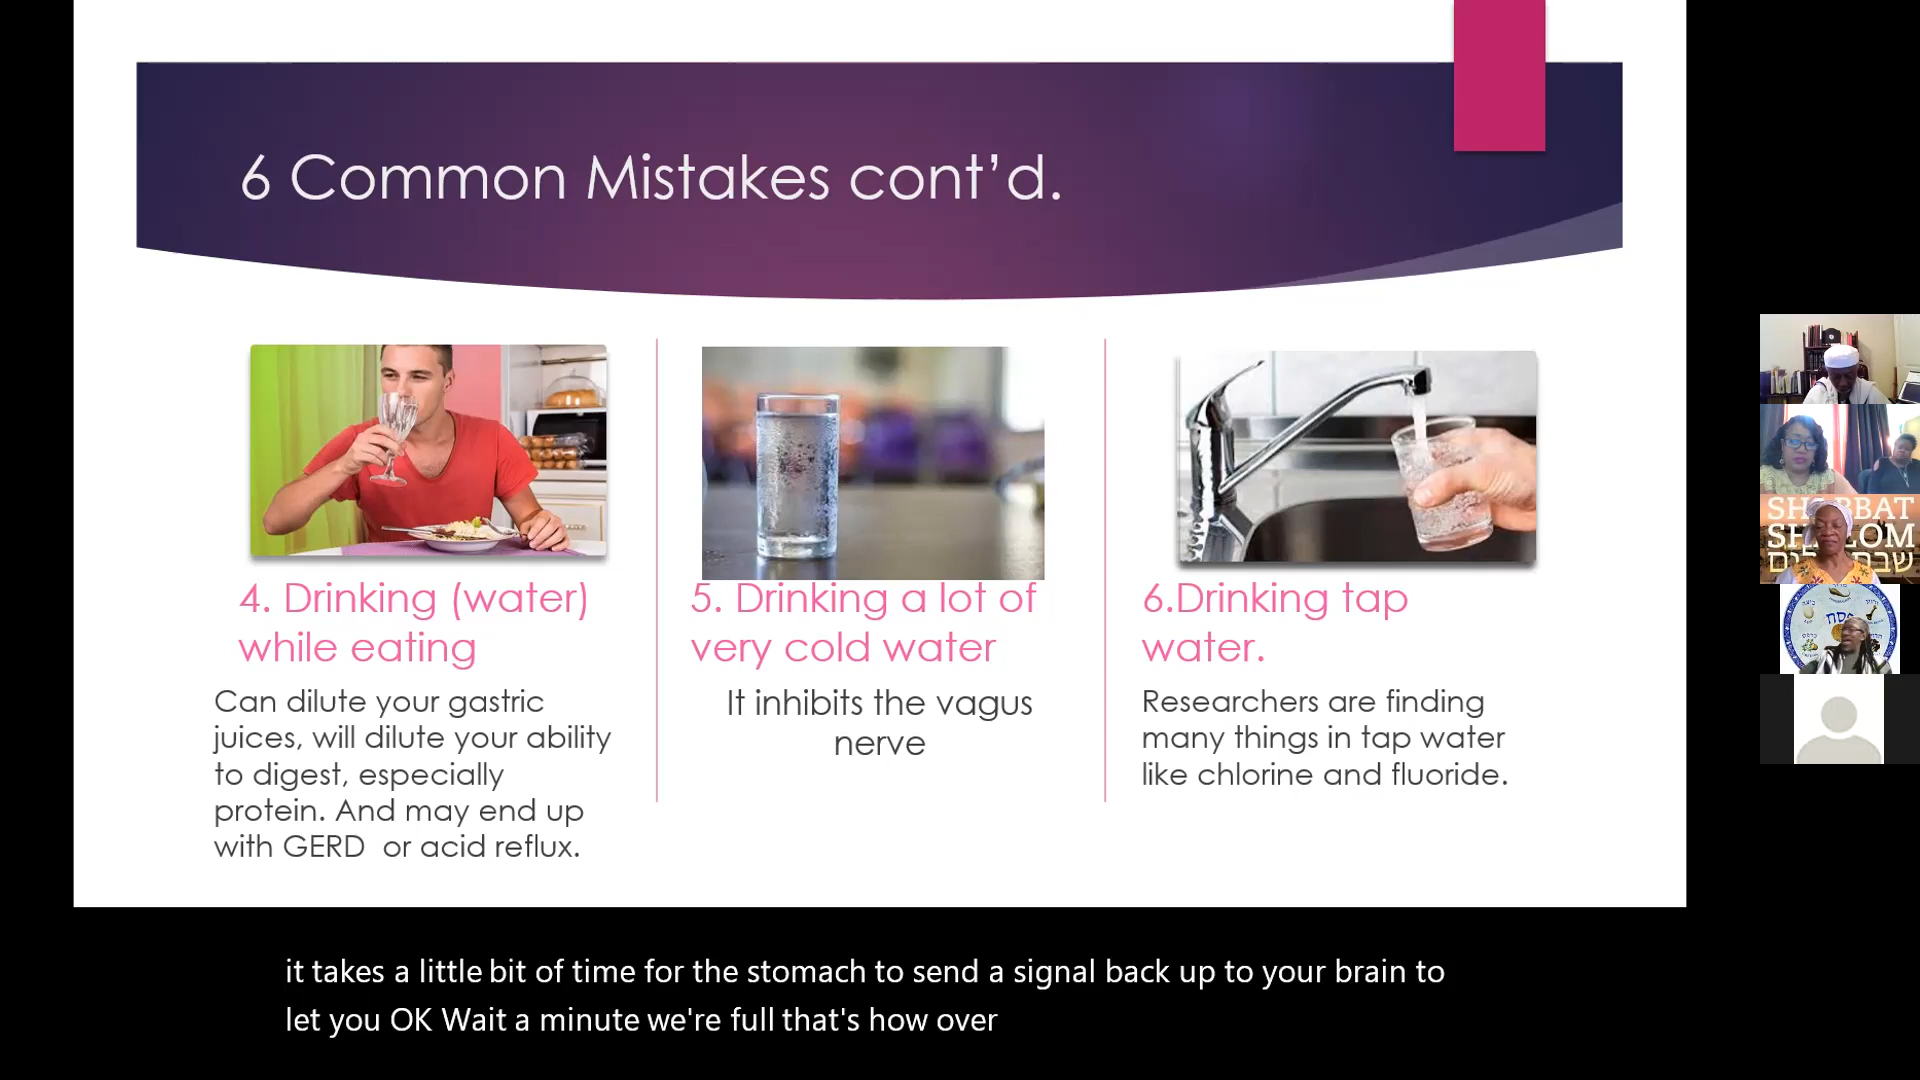 6 Common Mistakes cont’d.
4. Drinking (water)
while eating
Can dilute your gastric
juices, will dilute your ability
to digest, especially
protein. And may end up
with GERD  or acid reflux.
5. Drinking a lot of
very cold water
It inhibits the vagus
nerve
6.Drinking tap
water.
Researchers are finding
many things in tap water
like chlorine and fluoride.
it takes a little bit of time for the stomach to send a signal back up to your brain to
let you OK Wait a minute we're full that's how over
פסח